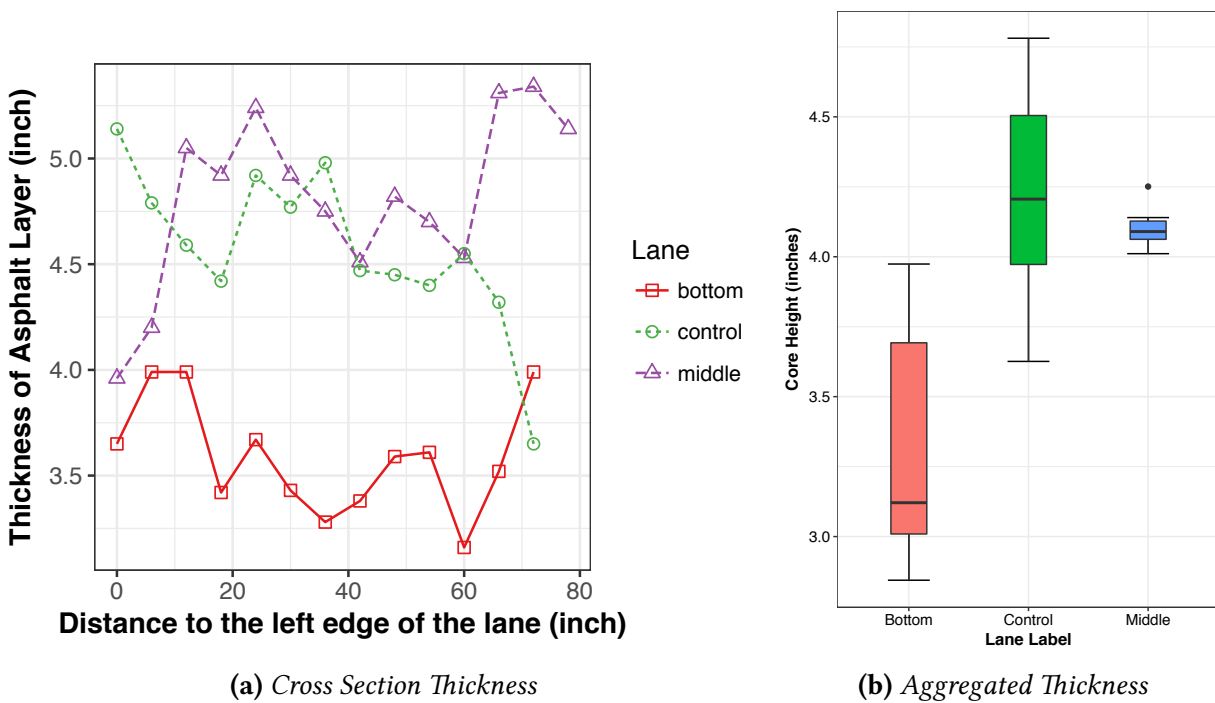 Thickness of Asphalt Layer (inch)
5.0
4.5
4.0
3.5
0
20
40
60
80
Distance to the left edge of the lane (inch)
Lane
bottom
control
middle
(a) Cross Section Thickness
Core Height (inches)
4.5
4.0
3.5
3.0
Bottom
Control
Middle
Lane Label
(b) Aggregated Thickness